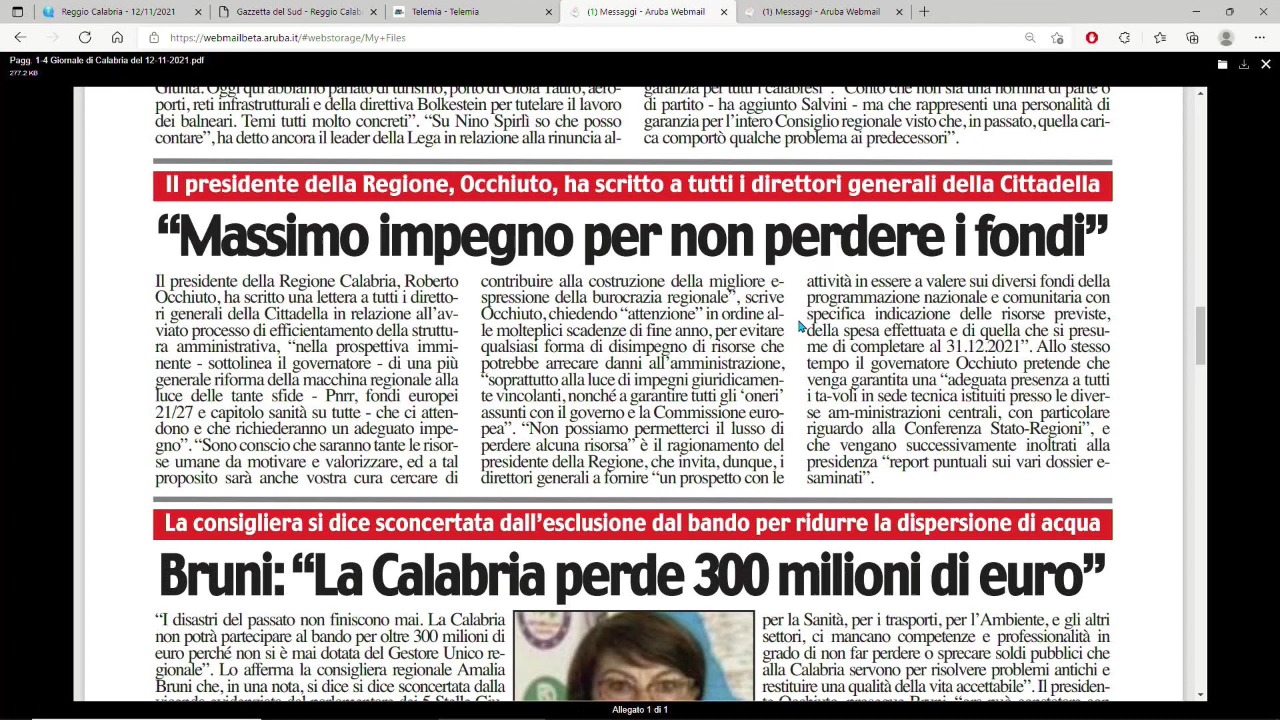 Reggio Calabria - 12/11/2021
Gazzetta del Sud - Reggio Calab
Telemia - Telemia
(1) Messaggi - Aruba Webmail
(1) Messaggi - Aruba Webmail
https://webmailbeta.aruba.it/#webstorage/My+Files
Pagg. 1-4 Giornale di Calabria del 12-11-2021.pdf
277.2 KB
Giunta. Oggi qui abbiamo parlato di turismo, porto di Gioia Tauro, aero-
porti, reti infrastrutturali e della direttiva Bolkestein per tutelare il lavoro
dei balneari. Temi tutti molto concreti”. “Su Nino Spirlì so che posso
contare”, ha detto ancora il leader della Lega in relazione alla rinuncia al-
garanzia per tutti i calabresi”. “Conto che non sia una nomina di parte o
di partito - ha aggiunto Salvini - ma che rappresenti una personalità di
garanzia per l’intero Consiglio regionale visto che, in passato, quella cari-
ca comportò qualche problema ai predecessori”.
Il presidente della Regione, Occhiuto, ha scritto a tutti i direttori generali della Cittadella
“Massimo impegno per non perdere i fondi”
Il presidente della Regione Calabria, Roberto
Occhiuto, ha scritto una lettera a tutti i diretto-
ri generali della Cittadella in relazione all’av-
viato processo di efficientamento della struttu-
ra amministrativa, “nella prospettiva immi-
nente - sottolinea il governatore - di una più
generale riforma della macchina regionale alla
luce delle tante sfide - Pnrr, fondi europei
21/27 e capitolo sanità su tutte - che ci atten-
dono e che richiederanno un adeguato impe-
gno”. “Sono conscio che saranno tante le risor-
se umane da motivare e valorizzare, ed a tal
proposito sarà anche vostra cura cercare di
contribuire alla costruzione della migliore e-
spressione della burocrazia regionale”, scrive
Occhiuto, chiedendo “attenzione” in ordine al-
le molteplici scadenze di fine anno, per evitare
qualsiasi forma di disimpegno di risorse che
potrebbe arrecare danni all’amministrazione,
“soprattutto alla luce di impegni giuridicamen-
te vincolanti, nonché a garantire tutti gli ‘oneri’
assunti con il governo e la Commissione euro-
pea”. “Non possiamo permetterci il lusso di
perdere alcuna risorsa” è il ragionamento del
presidente della Regione, che invita, dunque, i
direttori generali a fornire “un prospetto con le
attività in essere a valere sui diversi fondi della
programmazione nazionale e comunitaria con
specifica indicazione delle risorse previste,
della spesa effettuata e di quella che si presu-
me di completare al 31.12.2021”. Allo stesso
tempo il governatore Occhiuto pretende che
venga garantita una “adeguata presenza a tutti
i ta-voli in sede tecnica istituiti presso le diver-
se am-ministrazioni centrali, con particolare
riguardo alla Conferenza Stato-Regioni”, e
che vengano successivamente inoltrati alla
presidenza “report puntuali sui vari dossier e-
saminati”.
La consigliera si dice sconcertata dall’esclusione dal bando per ridurre la dispersione di acqua
Bruni: “La Calabria perde 300 milioni di euro”
“I disastri del passato non finiscono mai. La Calabria
non potrà partecipare al bando per oltre 300 milioni di
euro perché non si è mai dotata del Gestore Unico re-
gionale”. Lo afferma la consigliera regionale Amalia
Bruni che, in una nota, si dice si dice sconcertata dalla
per la Sanità, per i trasporti, per l’Ambiente, e gli altri
settori, ci mancano competenze e professionalità in
grado di non far perdere o sprecare soldi pubblici che
alla Calabria servono per risolvere problemi antichi e
restituire una qualità della vita accettabile”. Il presiden-
Allegato 1 di 1